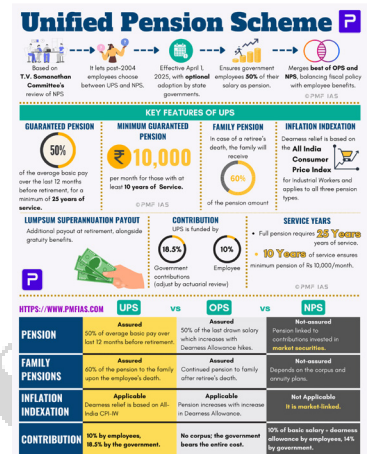 Unified Pension Scheme
Based on
T.V. Somanathan
Committee's
review of NPS
It lets post-2004
employees choose
between UPS and NPS.
Effective April 1,
2025, with optional
adoption by state
governments.
Ensures government
employees 50% of their
salary as pension.
Merges best of OPS and
NPS, balancing fiscal policy
with employee benefits.
©PMF IAS
KEY FEATURES OF UPS
GUARANTEED PENSION
50%
of the average basic pay
over the last 12 months
before retirement, for a
minimum of 25 years of
service.
MINIMUM GUARANTEED
PENSION
₹10,000
per month for those with at
least 10 years of Service.
© PMF IAS
FAMILY PENSION
In case of a retiree's
death, the family will
receive
60%
of the pension amount
INFLATION INDEXATION
Dearness relief is based on
the All India
Consumer
Price Index
for Industrial Workers and
applies to all three pension
types.
LUMPSUM SUPERANNUATION PAYOUT
Additional payout at retirement, alongside
gratuity benefits.
CONTRIBUTION
UPS is funded by
18.5%
10%
Government
contributions
(adjust by actuarial review)
Employee
SERVICE YEARS
• Full pension requires 25 Years
years of service.
• 10 Years of service ensures
minimum pension of Rs 10,000/month.
©PMF IAS
HTTPS://WWW.PMFIAS.COM
UPS VS OPS VS NPS
PENSION
Assured
50% of average basic pay over
last 12 months before retirement.
Assured
50% of the last drawn salary
which increases with
Dearness Allowance hikes.
Not-assured
Pension linked to
contributions invested in
market securities.
FAMILY
PENSIONS
Assured
60% of the pension to the family
upon the employee's death.
Assured
Continued pension to family
after retiree's death.
Not-assured
Depends on the corpus and
annuity plans.
INFLATION
INDEXATION
Applicable
Dearness relief is based on All-
India CPI-IW
Applicable
Pension increases with increase
in Dearness Allowance.
Not Applicable
It is market-linked.
CONTRIBUTION
10% by employees,
18.5% by the government.
No corpus; the government
bears the entire cost.
10% of basic salary + dearness
allowance by employees, 14%
by government.